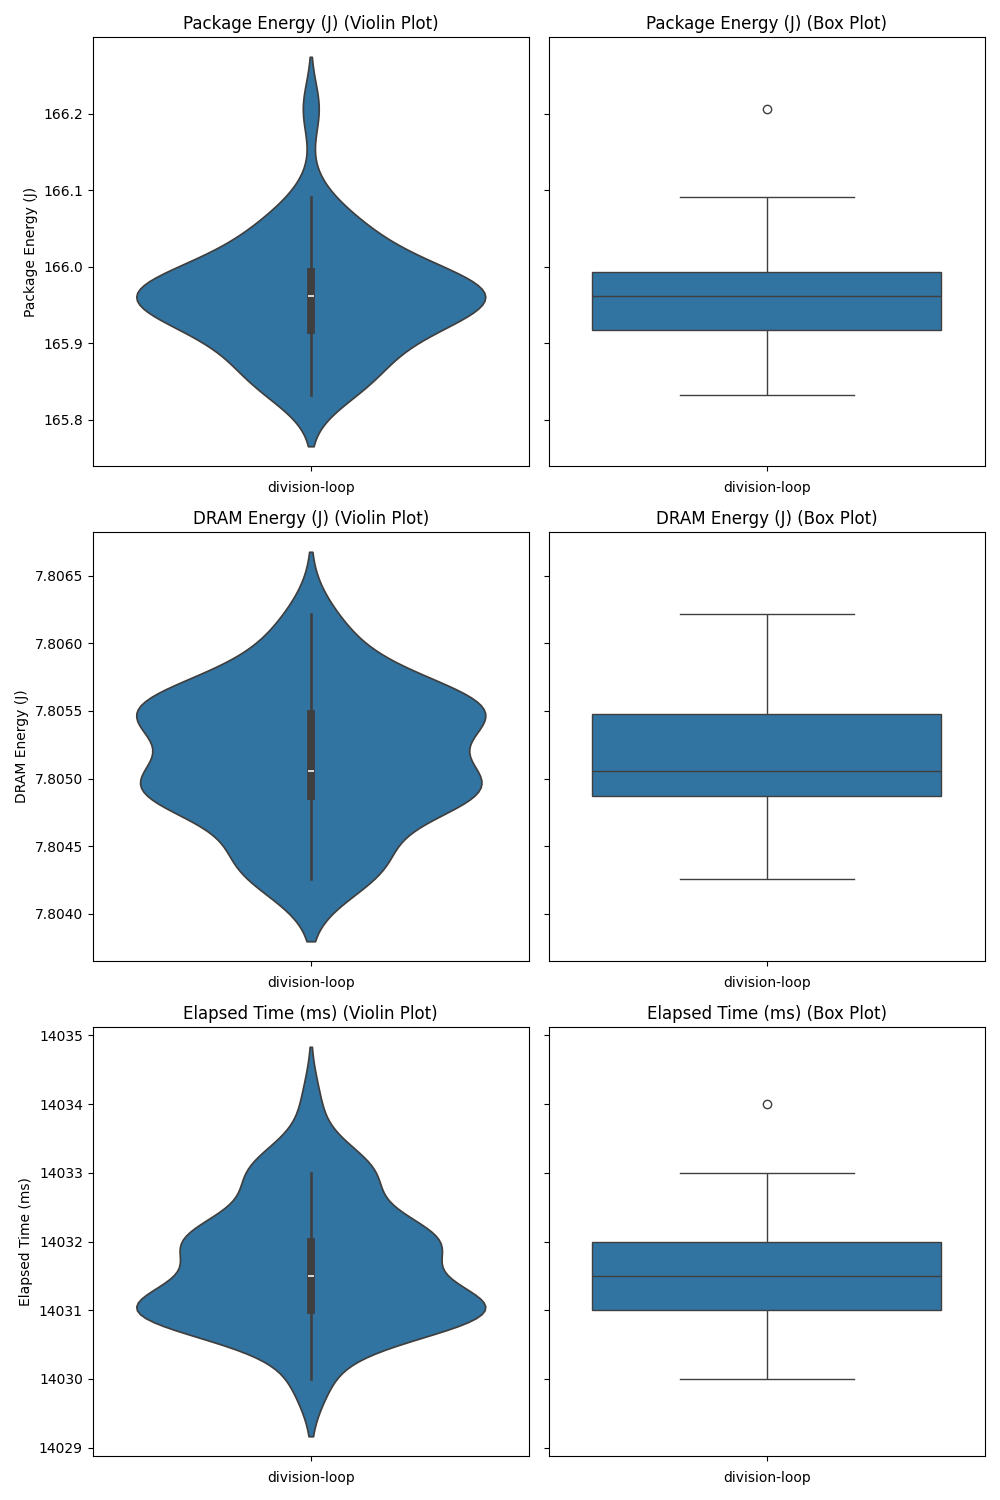 Package Energy (J) (Violin Plot)
Package Energy (J) (Box Plot)
Package Energy (J)
166.2
166.1
166.0
165.9
165.8
division-loop
division-loop
DRAM Energy (J) (Violin Plot)
DRAM Energy (J) (Box Plot)
DRAM Energy (J)
7.8065
7.8060
7.8055
7.8050
7.8045
7.8040
division-loop
division-loop
Elapsed Time (ms) (Violin Plot)
Elapsed Time (ms) (Box Plot)
Elapsed Time (ms)
14035
14034
14033
14032
14031
14030
14029
division-loop
division-loop